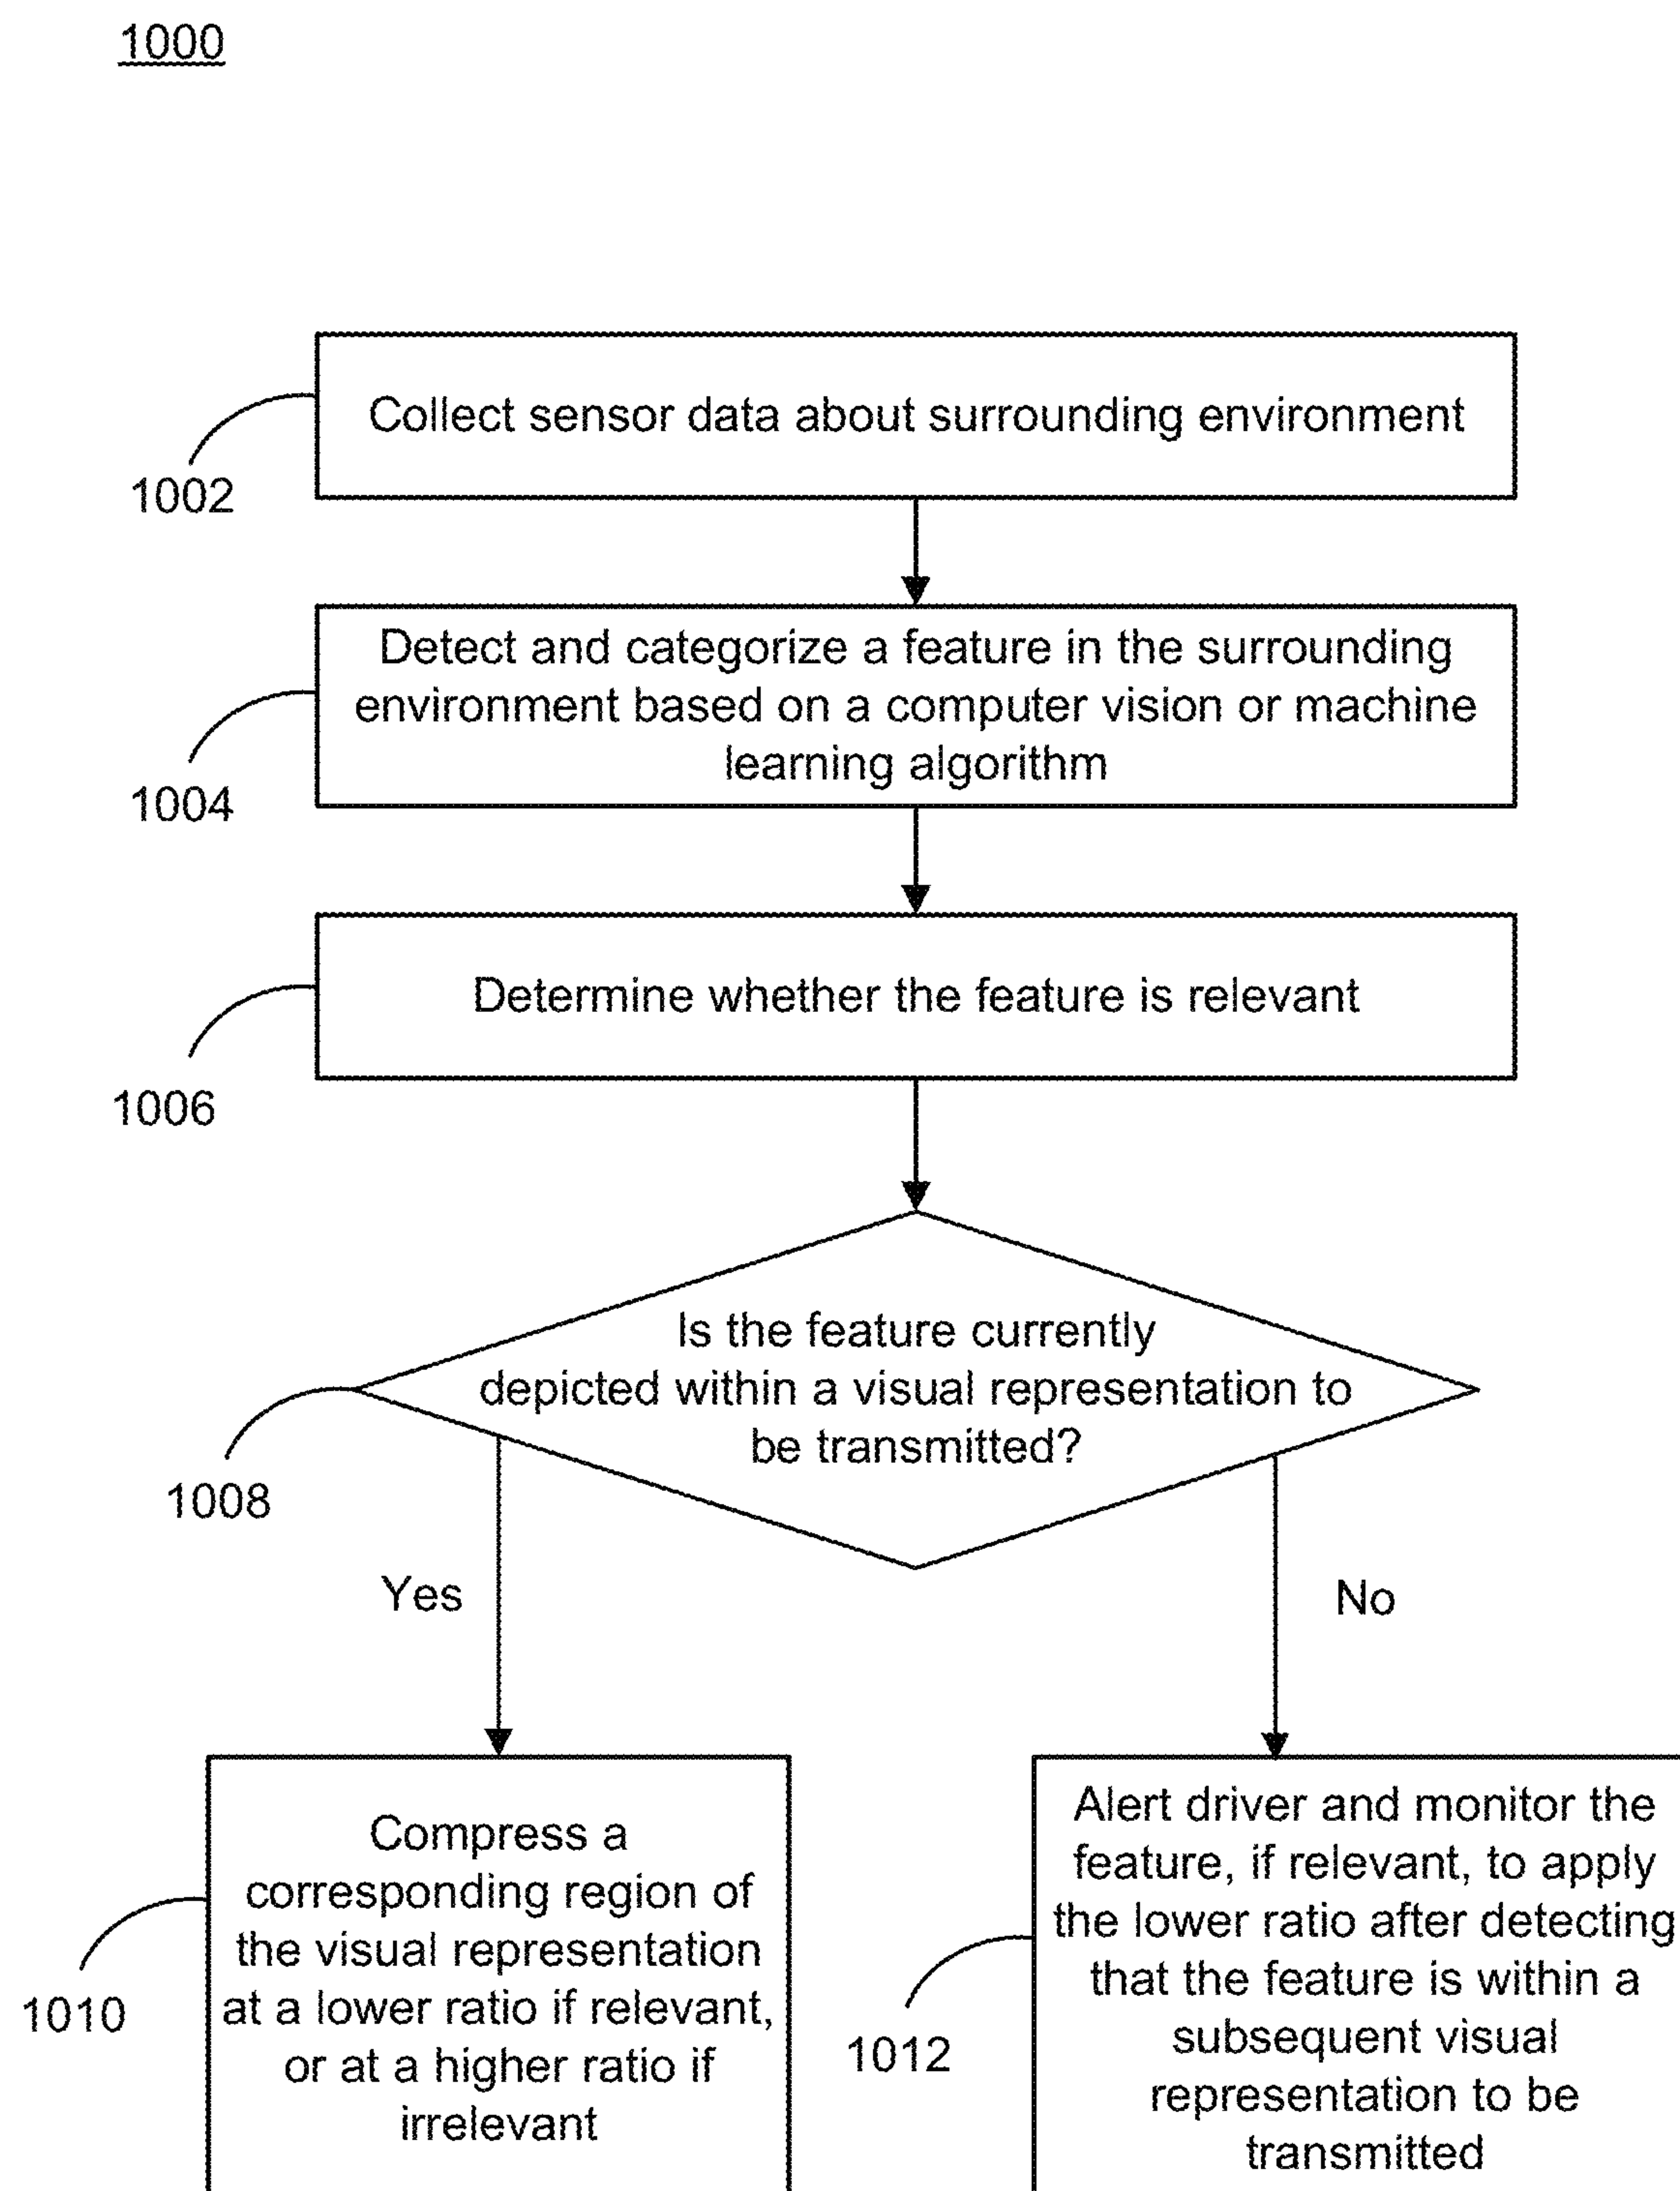 1000
Collect sensor data about surrounding environment
1002
Detect and categorize a feature in the surrounding
environment based on a computer vision or machine
learning algorithm
1004
Determine whether the feature is relevant
1006
Is the feature currently
depicted within a visual representation to
be transmitted?
1008
Yes
No
Compress a
corresponding region of
the visual representation
at a lower ratio if relevant,
or at a higher ratio if
irrelevant
1010
Alert driver and monitor the
feature, if relevant, to apply
the lower ratio after detecting
that the feature is within a
subsequent visual
representation to be
transmitted
1012